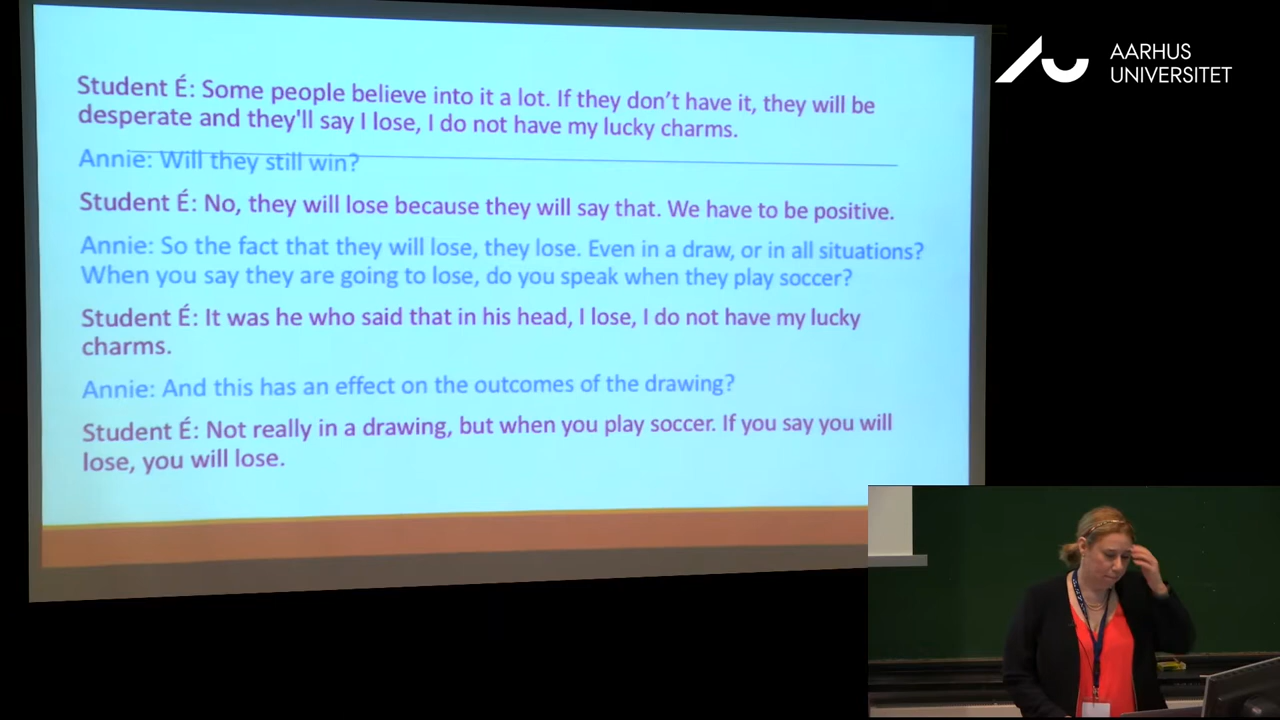 AARHUS
UNIVERSITET
Student É: Some people believe into it a lot. If they don't have it, they will be
desperate and they'll say I lose, I do not have my lucky charms.
Annie: Will they still win?
Student É: No, they will lose because they will say that. We have to be positive.
Annie: So the fact that they will lose, they lose. Even in a draw, or in all situations?
When you say they are going to lose, do you speak when they play soccer?
Student É: It was he who said that in his head, I lose, I do not have my lucky
charms.
Annie: And this has an effect on the outcomes of the drawing?
Student É: Not really in a drawing, but when you play soccer. If you say you will
lose, you will lose.